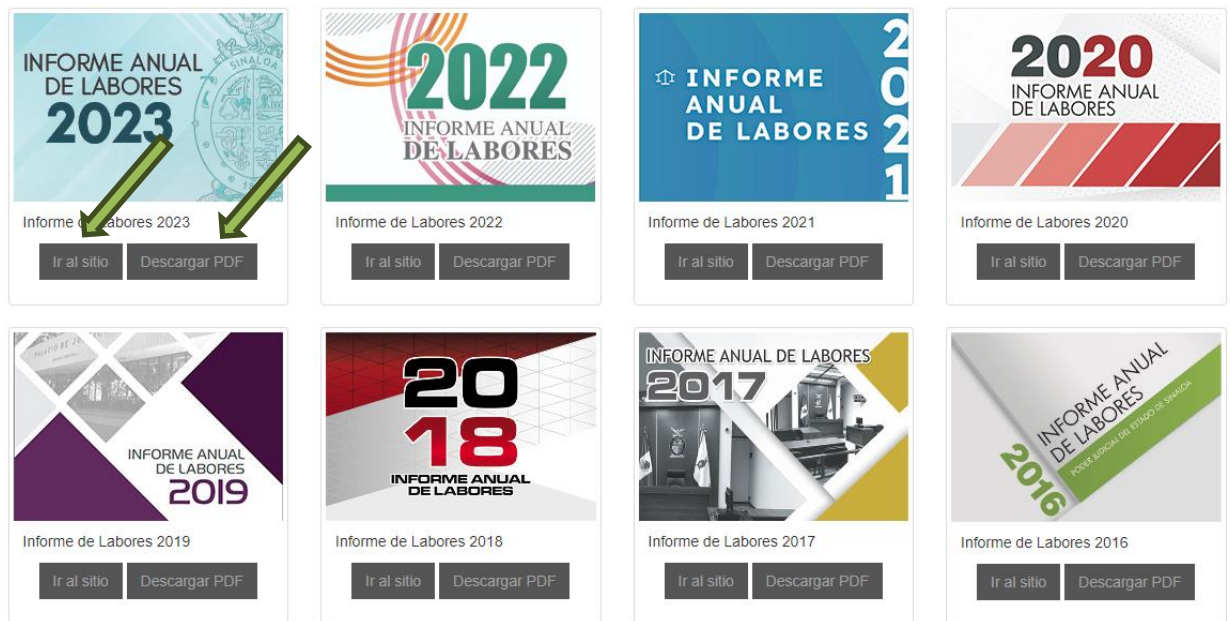 INFORME ANUAL
DE LABORES
2023
SINALOA
Informe de Labores 2023
Ir al sitio
Descargar PDF
2022
INFORME ANUAL
DE LABORES
Informe de Labores 2022
Ir al sitio
Descargar PDF
INFORME
ANUAL
DE LABORES
2021
Informe de Labores 2021
Ir al sitio
Descargar PDF
2020
INFORME ANUAL
DE LABORES
Informe de Labores 2020
Ir al sitio
Descargar PDF
INFORME ANUAL
DE LABORES
2019
Informe de Labores 2019
Ir al sitio
Descargar PDF
20
18
INFORME ANUAL
DE LABORES
Informe de Labores 2018
Ir al sitio
Descargar PDF
INFORME ANUAL DE LABORES
2017
Informe de Labores 2017
Ir al sitio
Descargar PDF
INFORME ANUAL
DE LABORES
PODER JUDICIAL DEL ESTADO DE SINALOA
2016
Informe de Labores 2016
Ir al sitio
Descargar PDF